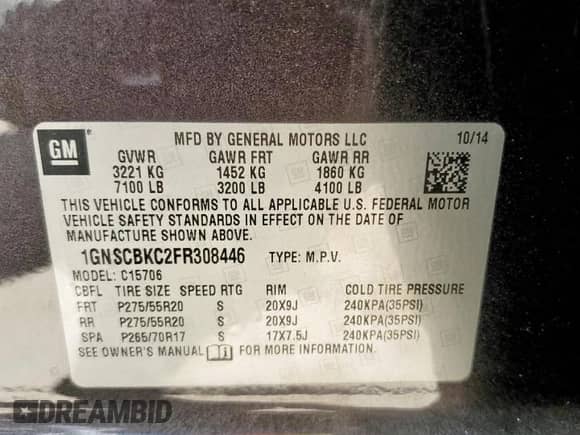 GM
MFD BY GENERAL MOTORS LLC 10/14
GVWR GAWR FRT GAWR RR
3221 KG 1452 KG 1860 KG
7100 LB 3200 LB 4100 LB
THIS VEHICLE CONFORMS TO ALL APPLICABLE U.S. FEDERAL MOTOR
VEHICLE SAFETY STANDARDS IN EFFECT ON THE DATE OF
MANUFACTURE SHOWN ABOVE.
1GNSCBKC2FR308446 TYPE: M.P.V.
MODEL: C15706
CBFL TIRE SIZE SPEED RTG RIM COLD TIRE PRESSURE
FRT P275/55R20 S 20X9J 240KPA(35PSI)
RR P275/55R20 S 20X9J 240KPA(35PSI)
SPA P265/70R17 S 17X7.5J 240KPA(35PSI)
SEE OWNER'S MANUAL FOR MORE INFORMATION
DREAMBID